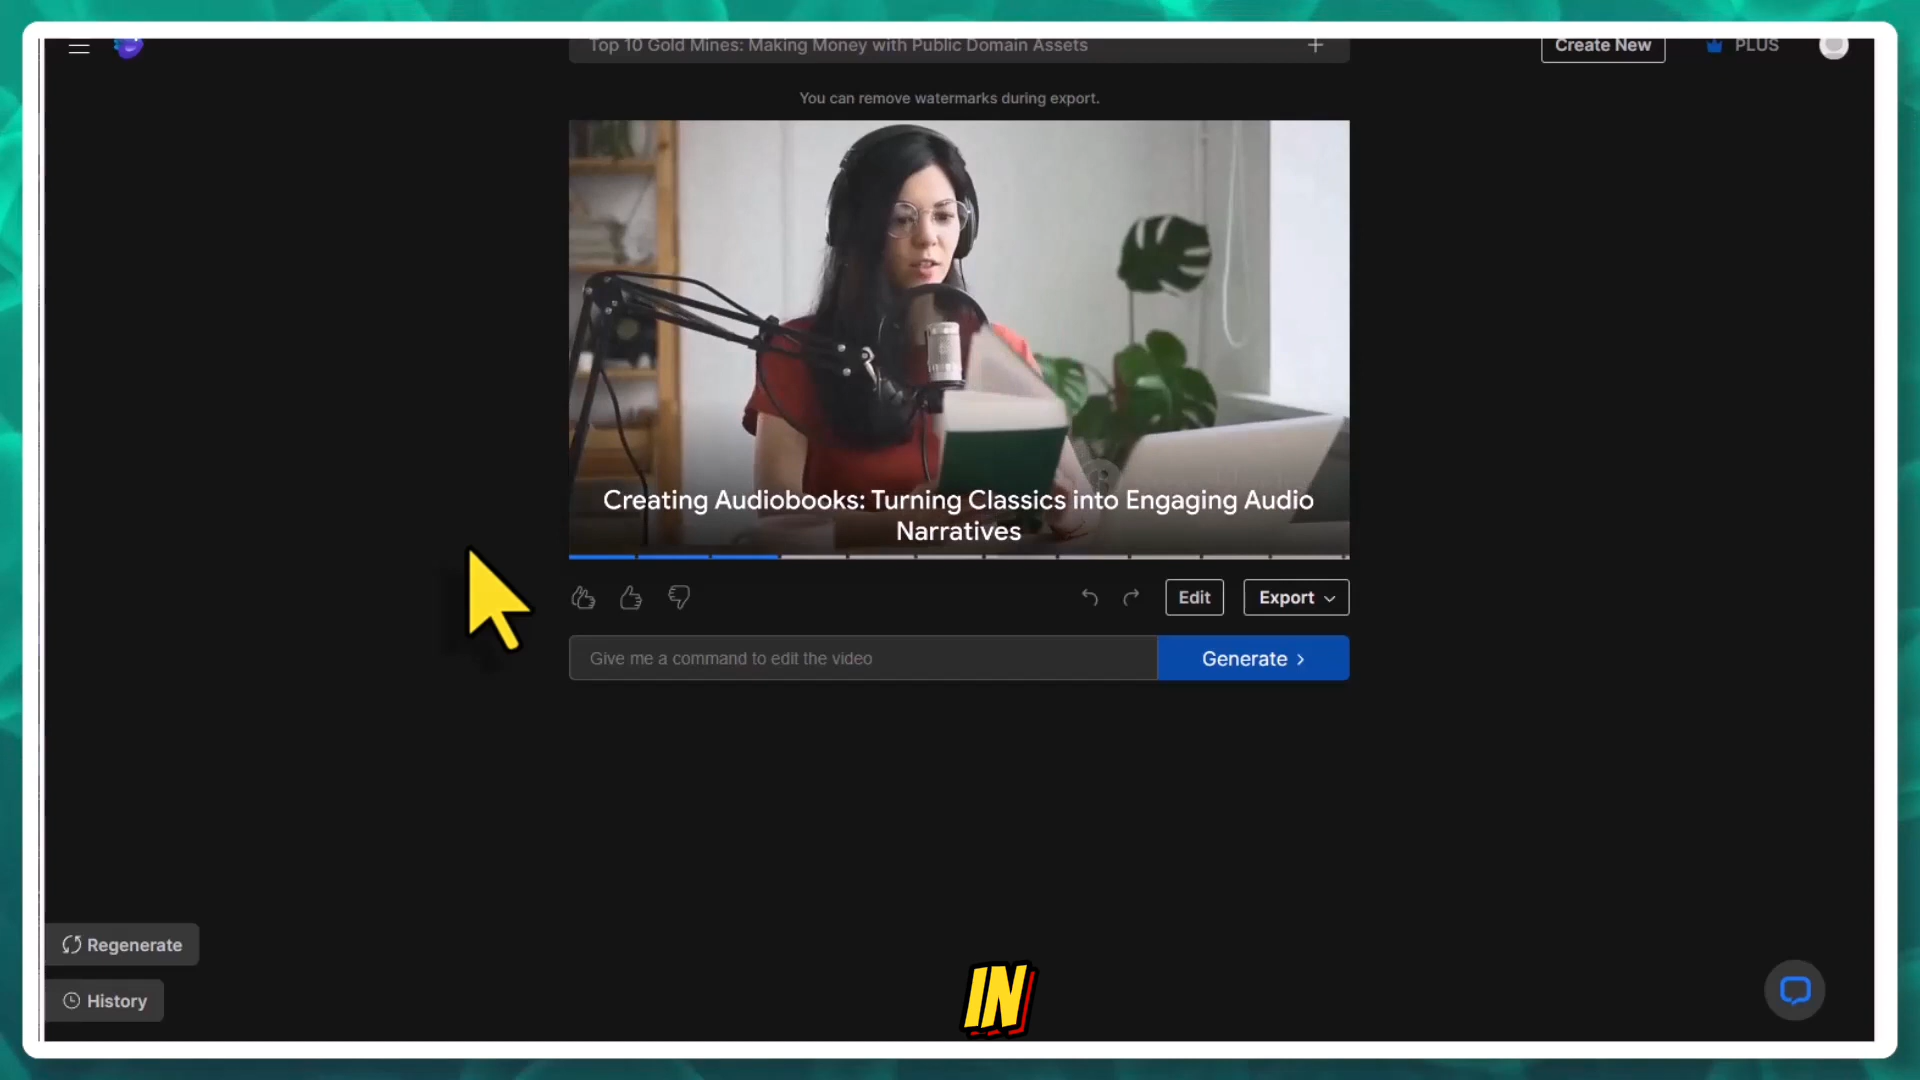 Top 10 Gold Mines: Making Money with Public Domain Assets
Create New
PLUS
You can remove watermarks during export.
Creating Audiobooks: Turning Classics into Engaging Audio
Narratives
Edit
Export
Give me a command to edit the video
Generate
Regenerate
History
IN